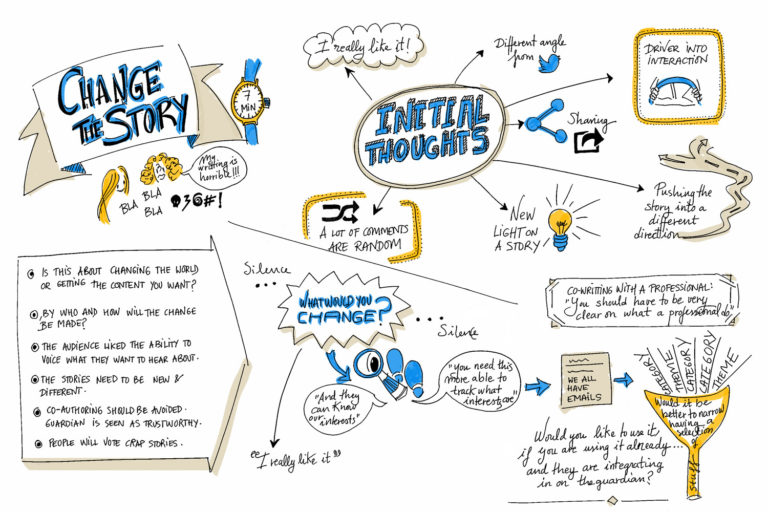 CHANGE
THE STORY
7
MIN
My
writing is
horrible!!!
BLA
BLA
BLA
36#!
I really like it!
Different angle
from
DRIVER INTO
INTERACTION
INITIAL
THOUGHTS
Sharing
A LOT OF COMMENTS
ARE RANDOM
NEW
LIGHT ON
A STORY
Pushing the
story into a
different
direction
IS THIS ABOUT CHANGING THE WORLD
OR GETTING THE CONTENT YOU WANT?
BY WHO AND HOW WILL THE CHANGE
BE MADE?
THE AUDIENCE LIKED THE ABILITY TO
VOICE WHAT THEY WANT TO HEAR ABOUT.
THE STORIES NEED TO BE NEW &
DIFFERENT.
CO-AUTHORING SHOULD BE AVOIDED.
GUARDIAN IS SEEN AS TRUSTWORTHY.
PEOPLE WILL VOTE CRAP STORIES.
Silence
...
WHAT WOULD YOU
CHANGE?
...
Silence
"And they
can know
our interests"
"You need this
more able to
track what
interests are"
"I really like it"
CO-WRITING WITH A PROFESSIONAL:
"You should have to be very
clear on what a professional do"
WE ALL
HAVE
EMAILS
CATEGORY
THEME
CATEGORY
CATEGORY
THEME
Would it be
better to narrow
having a
selection
of
stuff
Would you like to use it
if you are using it already...
and they are integrating
in on the guardian?